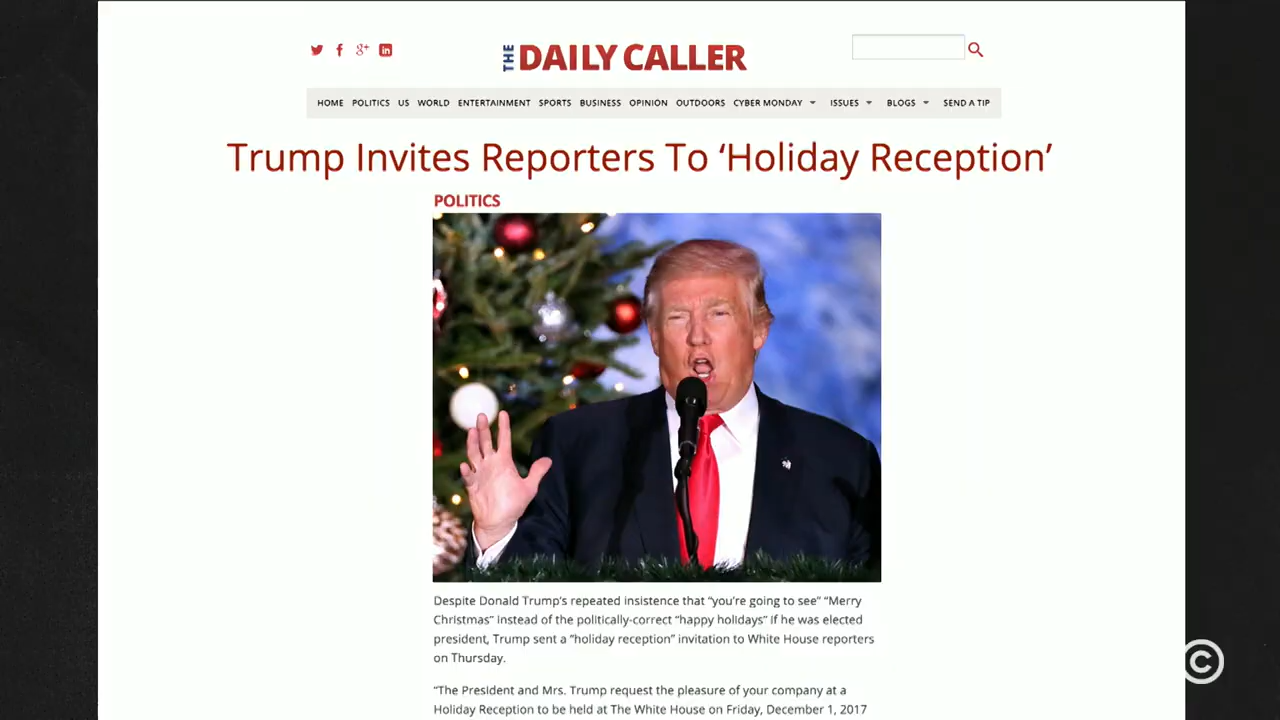 THE DAILY CALLER
HOME POLITICS US WORLD ENTERTAINMENT SPORTS BUSINESS OPINION OUTDOORS CYBER MONDAY ISSUES BLOGS SEND A TIP
Trump Invites Reporters To ‘Holiday Reception’
POLITICS
Despite Donald Trump’s repeated insistence that “you’re going to see” “Merry
Christmas” instead of the politically-correct “happy holidays” if he was elected
president, Trump sent a “holiday reception” invitation to White House reporters
on Thursday.
“The President and Mrs. Trump request the pleasure of your company at a
Holiday Reception to be held at The White House on Friday, December 1, 2017